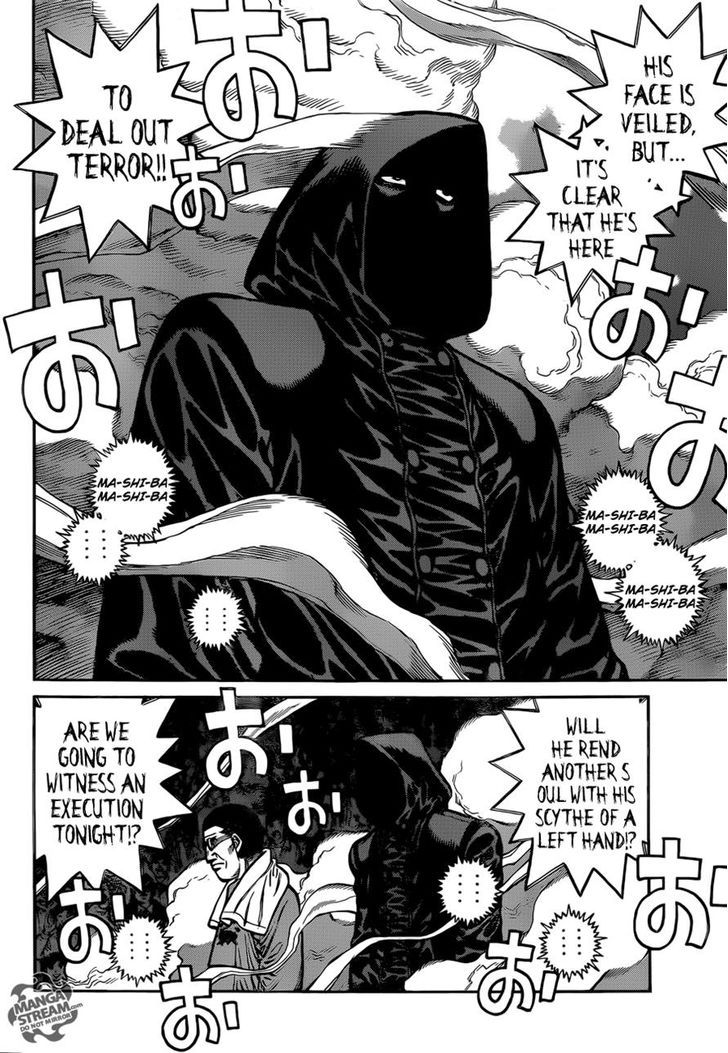 HIS
FACE IS
VEILED,
BUT...
IT'S
CLEAR
THAT HE'S
HERE
TO
DEAL OUT
TERROR!!
お
お
お
お
お
MA-SHI-BA
MA-SHI-BA
MA-SHI-BA
MA-SHI-BA
MA-SHI-BA
MA-SHI-BA
WILL
HE REND
ANOTHER S
OUL WITH HIS
SCYTHE OF A
LEFT HAND!?
ARE WE
GOING TO
WITNESS AN
EXECUTION
TONIGHT!?
お
お
お
お
お
お
MANGA
STREAM.com
DO NOT MIRROR